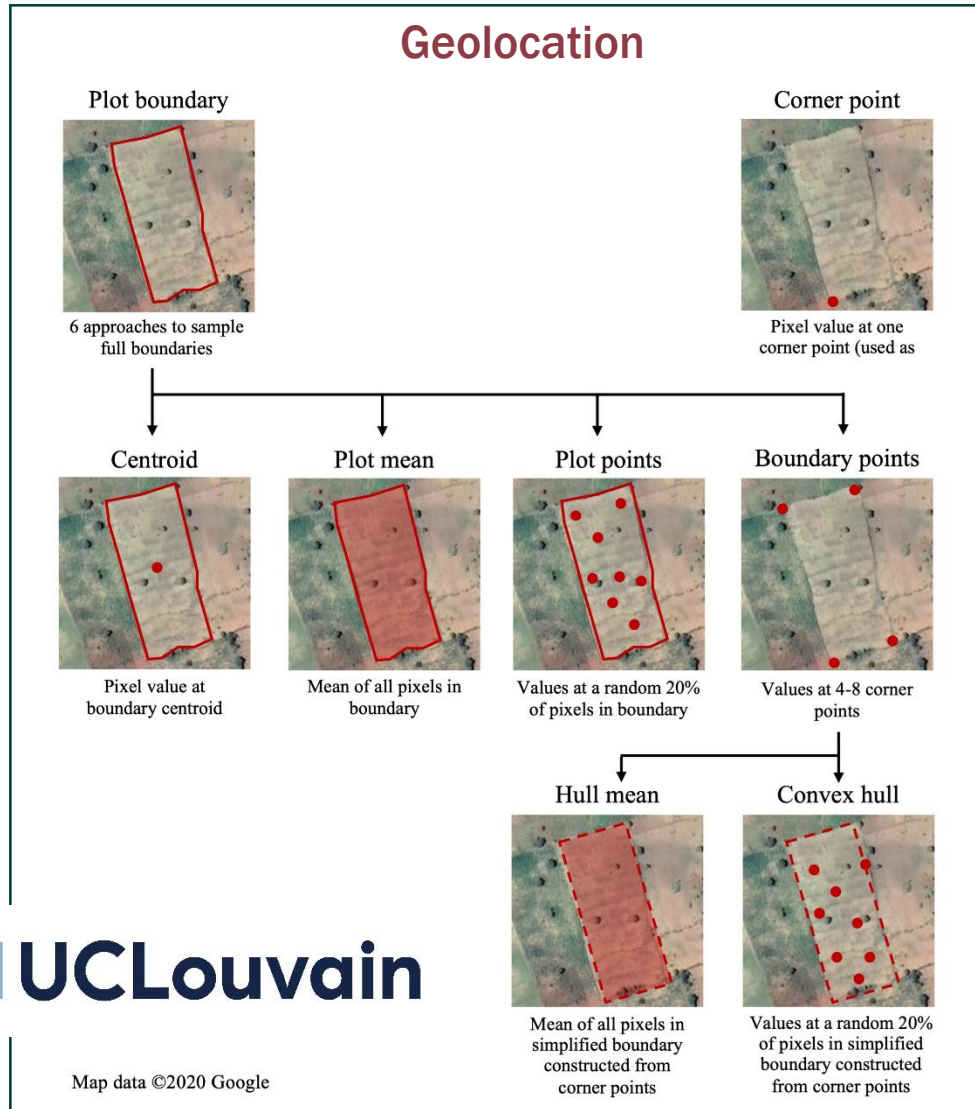 Geolocation
Plot boundary
Corner point
6 approaches to sample
full boundaries
Pixel value at one
corner point (used as
Centroid
Plot mean
Plot points
Boundary points
Pixel value at
boundary centroid
Mean of all pixels in
boundary
Values at a random 20%
of pixels in boundary
Values at 4-8 corner
points
Hull mean
Convex hull
Mean of all pixels in
simplified boundary
constructed from
corner points
Values at a random 20%
of pixels in simplified
boundary constructed
from corner points
UCLouvain
Map data ©2020 Google